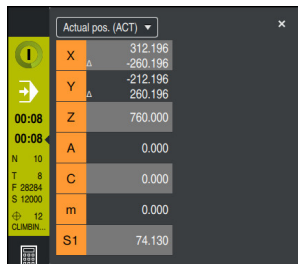 Actual pos. (ACT) ▼ ×
X 312.196
Δ -260.196
Y -212.196
Δ 260.196
Z 760.000
A 0.000
C 0.000
m 0.000
S1 74.130
00:08
00:08
N 10
T 8
F 28284
S 12000
12
CLIMBIN...